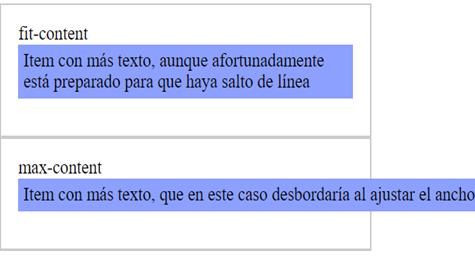 fit-content
Item con más texto, aunque afortunadamente
está preparado para que haya salto de línea
max-content
Item con más texto, que en este caso desbordaría al ajustar el ancho